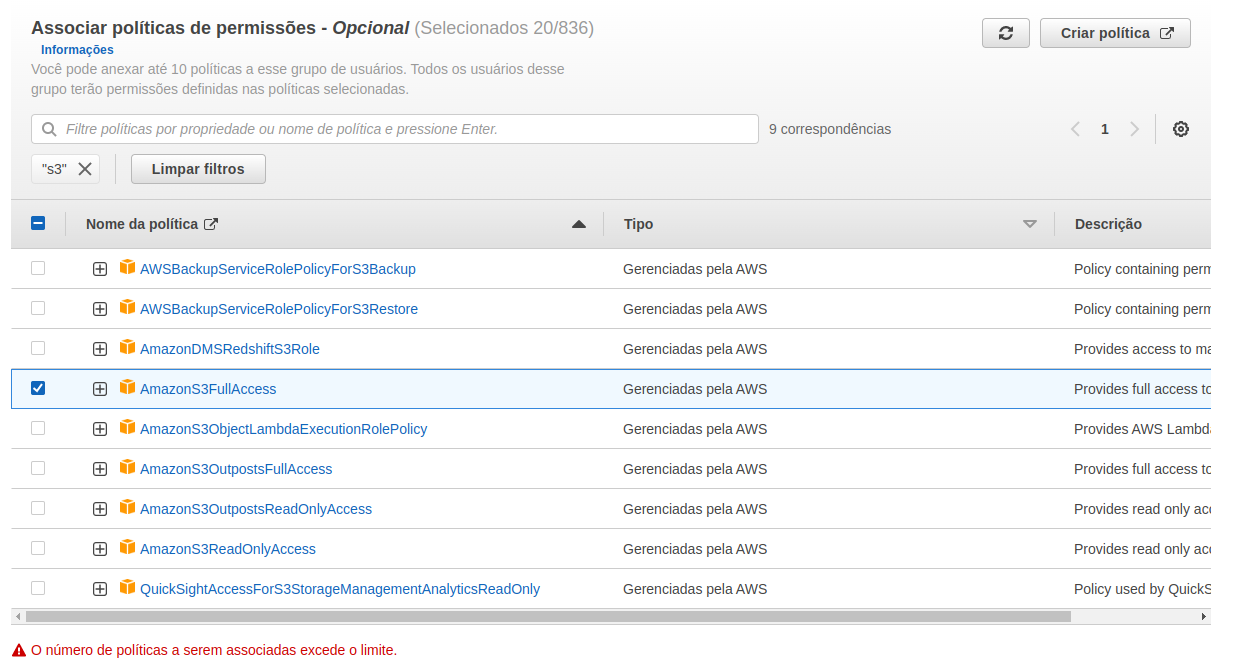 Associar políticas de permissões - Opcional (Selecionados 20/836)
Informações
Você pode anexar até 10 políticas a esse grupo de usuários. Todos os usuários desse
grupo terão permissões definidas nas políticas selecionadas.
Criar política
Filtre políticas por propriedade ou nome de política e pressione Enter.
9 correspondências
1
"s3"
Limpar filtros
Nome da política Tipo Descrição
AWSBackupServiceRolePolicyForS3Backup Gerenciadas pela AWS Policy containing perm
AWSBackupServiceRolePolicyForS3Restore Gerenciadas pela AWS Policy containing perm
AmazonDMSRedshiftS3Role Gerenciadas pela AWS Provides access to ma
AmazonS3FullAccess Gerenciadas pela AWS Provides full access to
AmazonS3ObjectLambdaExecutionRolePolicy Gerenciadas pela AWS Provides AWS Lambda
AmazonS3OutpostsFullAccess Gerenciadas pela AWS Provides full access to
AmazonS3OutpostsReadOnlyAccess Gerenciadas pela AWS Provides read only acc
AmazonS3ReadOnlyAccess Gerenciadas pela AWS Provides read only acc
QuickSightAccessForS3StorageManagementAnalyticsReadOnly Gerenciadas pela AWS Policy used by QuickS
O número de políticas a serem associadas excede o limite.